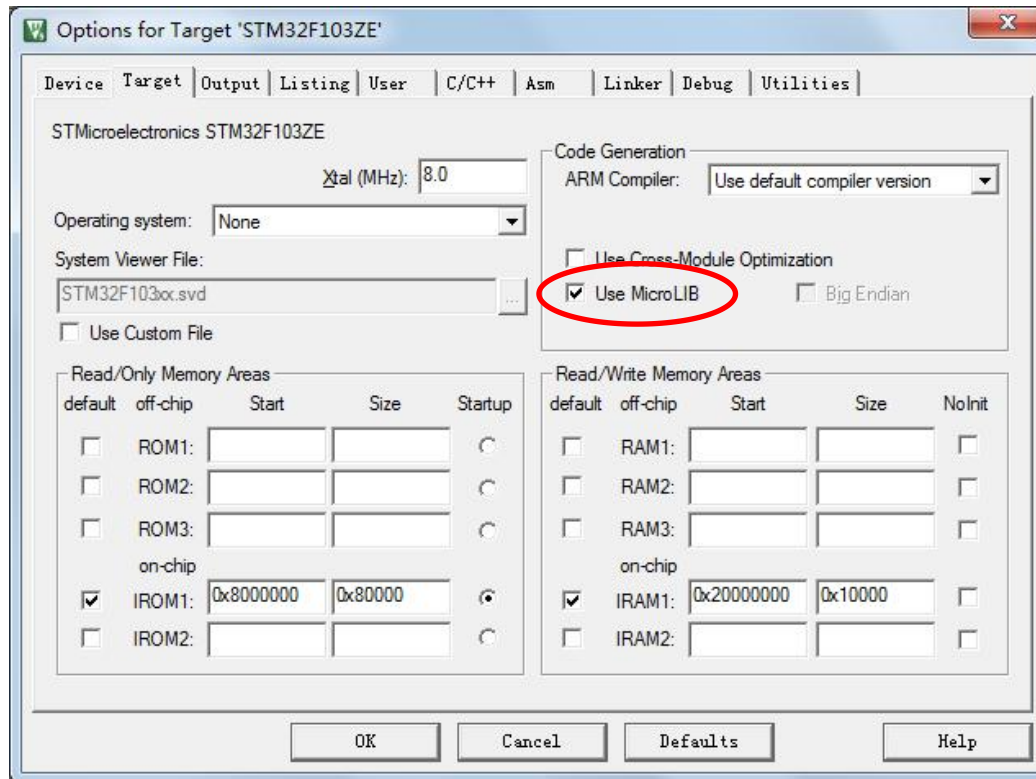 Options for Target 'STM32F103ZE'
Device Target Output Listing User C/C++ Asm Linker Debug Utilities
STMicroelectronics STM32F103ZE
Xtal (MHz): 8.0
Operating system: None
System Viewer File:
STM32F103xx.svd ...
Use Custom File
Code Generation
ARM Compiler: Use default compiler version
Use Cross-Module Optimization
Use MicroLIB Big Endian
Read/Only Memory Areas
default off-chip Start Size Startup
ROM1:
ROM2:
ROM3:
on-chip
IROM1: 0x8000000 0x80000
IROM2:
Read/Write Memory Areas
default off-chip Start Size NoInit
RAM1:
RAM2:
RAM3:
on-chip
IRAM1: 0x20000000 0x10000
IRAM2:
OK Cancel Defaults Help